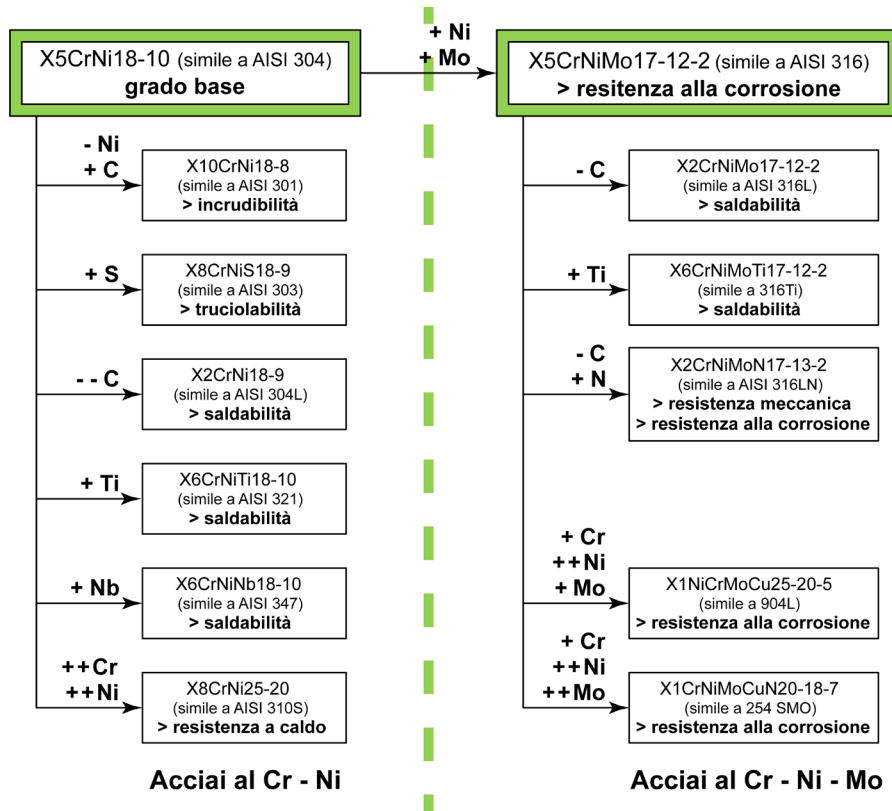 X5CrNi18-10 (simile a AISI 304)
grado base
+ Ni
+ Mo
X5CrNiMo17-12-2 (simile a AISI 316)
> resitenza alla corrosione
- Ni
+ C
X10CrNi18-8
(simile a AISI 301)
> incrudibilità
+ S
X8CrNiS18-9
(simile a AISI 303)
> truciolabilità
- - C
X2CrNi18-9
(simile a AISI 304L)
> saldabilità
+ Ti
X6CrNiTi18-10
(simile a AISI 321)
> saldabilità
+ Nb
X6CrNiNb18-10
(simile a AISI 347)
> saldabilità
++Cr
++Ni
X8CrNi25-20
(simile a AISI 310S)
> resistenza a caldo
Acciai al Cr - Ni
- C
X2CrNiMo17-12-2
(simile a AISI 316L)
> saldabilità
+ Ti
X6CrNiMoTi17-12-2
(simile a 316Ti)
> saldabilità
- C
+ N
X2CrNiMoN17-13-2
(simile a AISI 316LN)
> resistenza meccanica
> resistenza alla corrosione
+ Cr
++Ni
+ Mo
X1NiCrMoCu25-20-5
(simile a 904L)
> resistenza alla corrosione
+ Cr
++Ni
++Mo
X1CrNiMoCuN20-18-7
(simile a 254 SMO)
> resistenza alla corrosione
Acciai al Cr - Ni - Mo